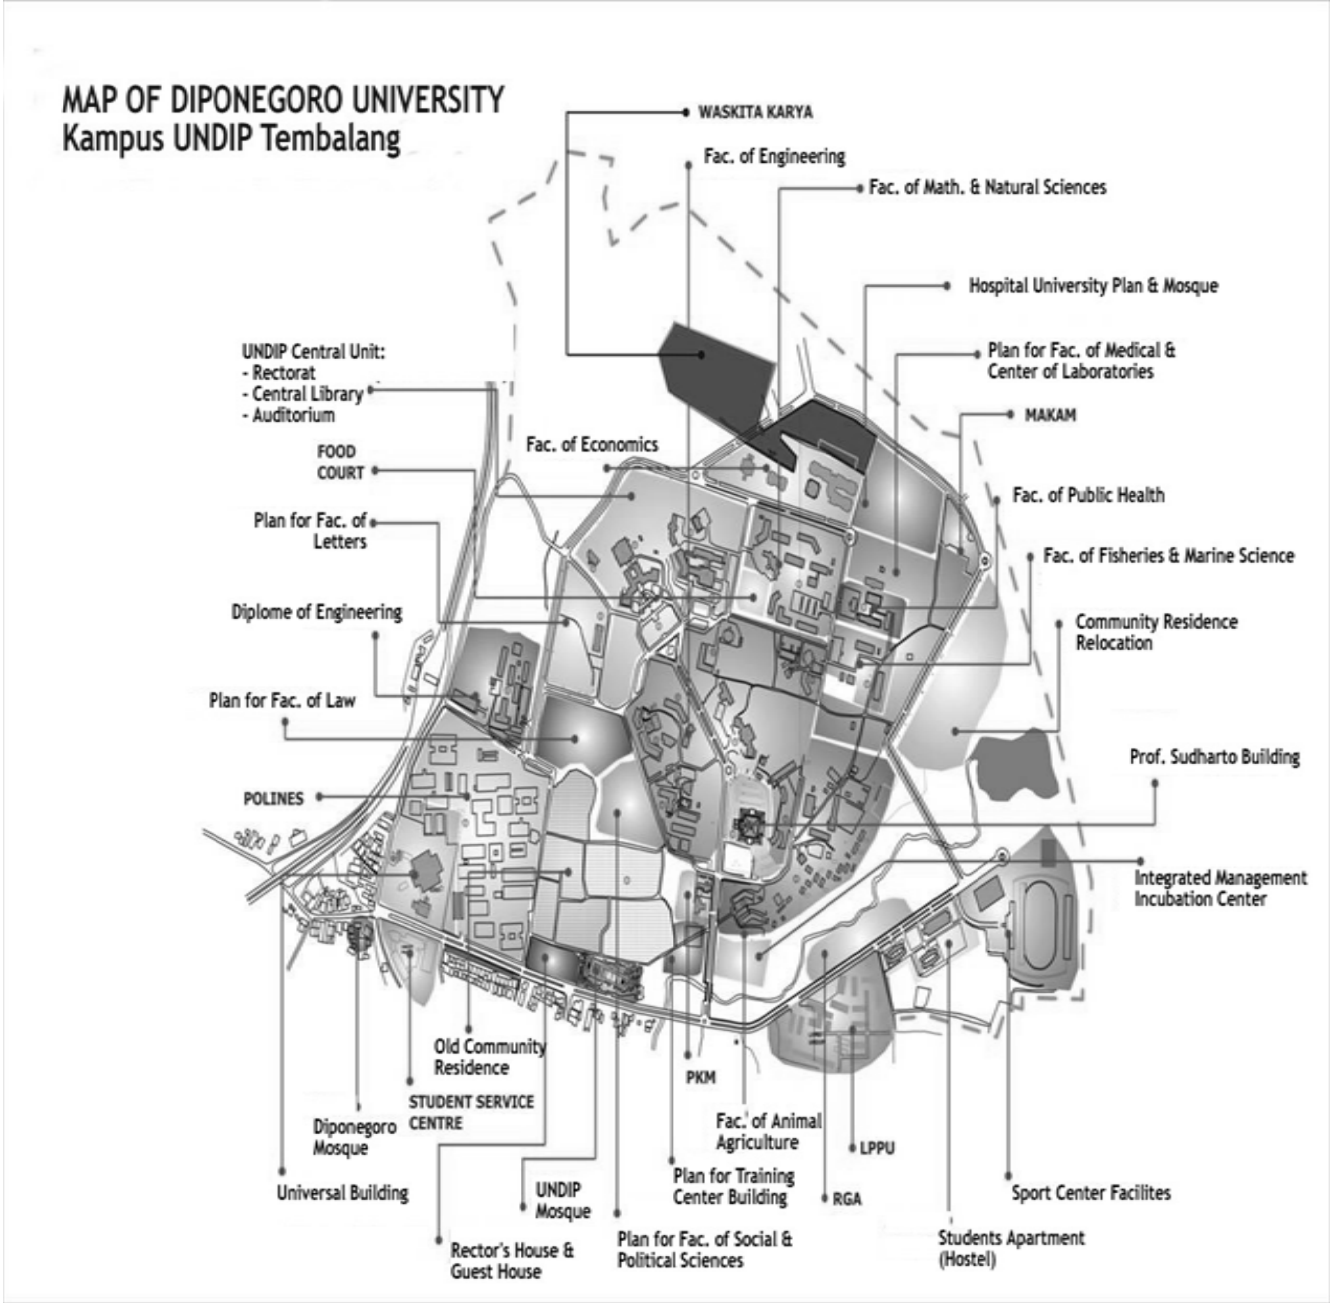 MAP OF DIPONEGORO UNIVERSITY
Kampus UNDIP Tembalang
WASKITA KARYA
Fac. of Engineering
Fac. of Math. & Natural Sciences
Hospital University Plan & Mosque
UNDIP Central Unit:
- Rectorat
- Central Library
- Auditorium
Plan for Fac. of Medical &
Center of Laboratories
MAKAM
Fac. of Economics
FOOD
COURT
Fac. of Public Health
Plan for Fac. of
Letters
Fac. of Fisheries & Marine Science
Diplome of Engineering
Community Residence
Relocation
Plan for Fac. of Law
Prof. Sudharto Building
POLINES
Integrated Management
Incubation Center
Old Community
Residence
PKM
STUDENT SERVICE
CENTRE
Diponegoro
Mosque
Fac. of Animal
Agriculture
LPPU
Universal Building
UNDIP
Mosque
Plan for Training
Center Building
RGA
Sport Center Facilites
Rector's House &
Guest House
Plan for Fac. of Social &
Political Sciences
Students Apartment
(Hostel)